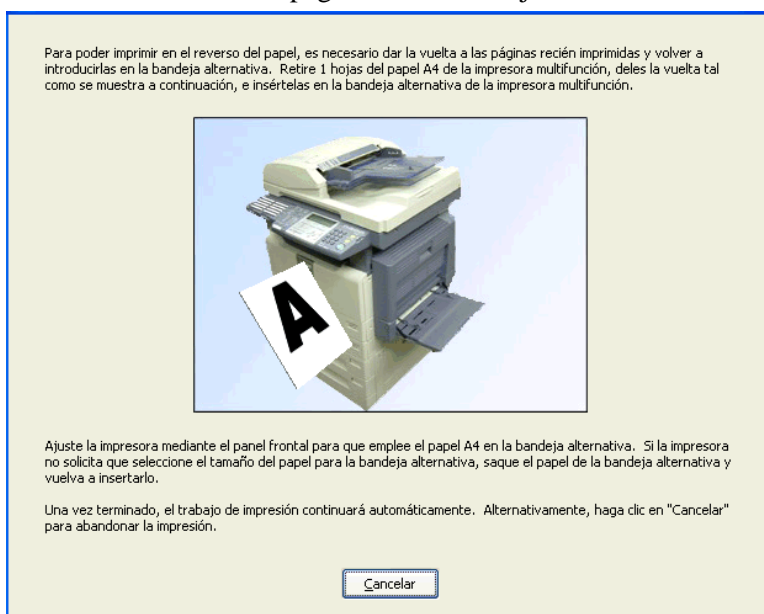 Para poder imprimir en el reverso del papel, es necesario dar la vuelta a las páginas recién imprimidas y volver a
introducirlas en la bandeja alternativa.  Retire 1 hojas del papel A4 de la impresora multifunción, deles la vuelta tal
como se muestra a continuación, e insértelas en la bandeja alternativa de la impresora multifunción.
A
Ajuste la impresora mediante el panel frontal para que emplee el papel A4 en la bandeja alternativa.  Si la impresora
no solicita que seleccione el tamaño del papel para la bandeja alternativa, saque el papel de la bandeja alternativa y
vuelva a insertarlo.
Una vez terminado, el trabajo de impresión continuará automáticamente.  Alternativamente, haga clic en "Cancelar"
para abandonar la impresión.
Cancelar